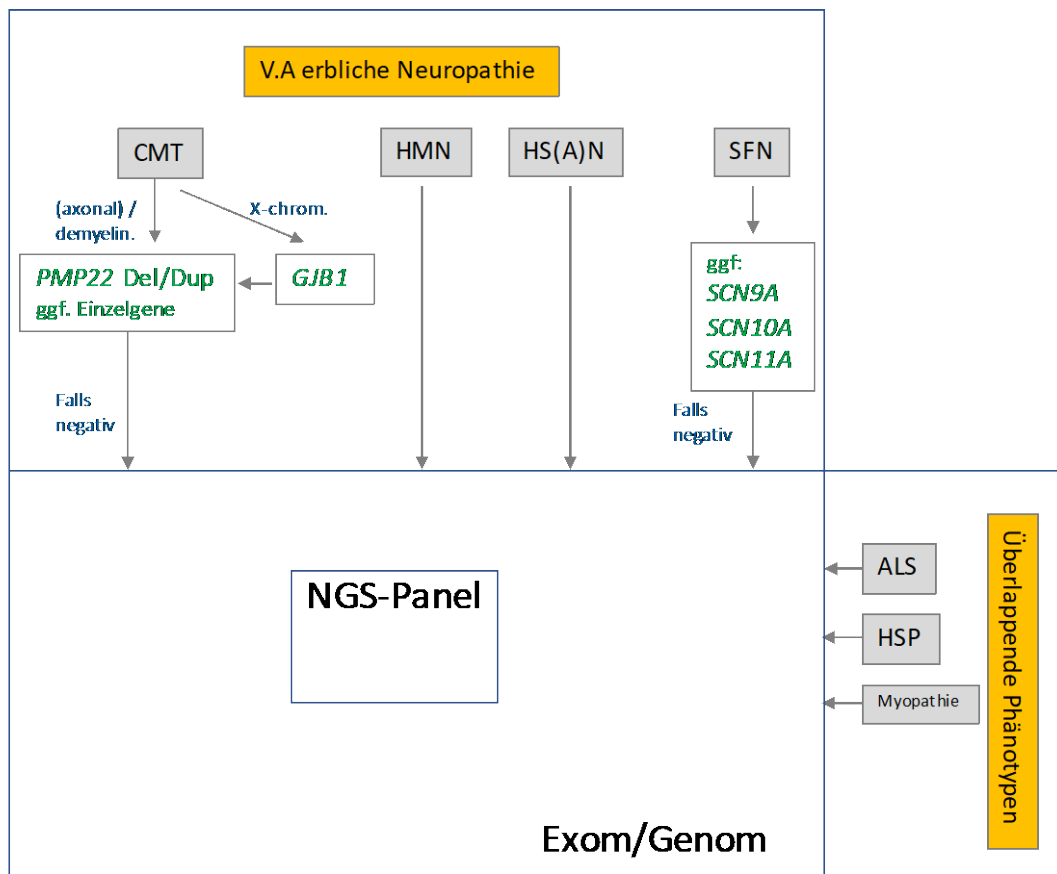 V.A erbliche Neuropathie
CMT
HMN
HS(A)N
SFN
(axonal) /
demyelin.
X-chrom.
PMP22 Del/Dup
ggf. Einzelgene
GJB1
ggf:
SCN9A
SCN10A
SCN11A
Falls
negativ
Falls
negativ
NGS-Panel
Exom/Genom
ALS
HSP
Myopathie
Überlappende Phänotypen